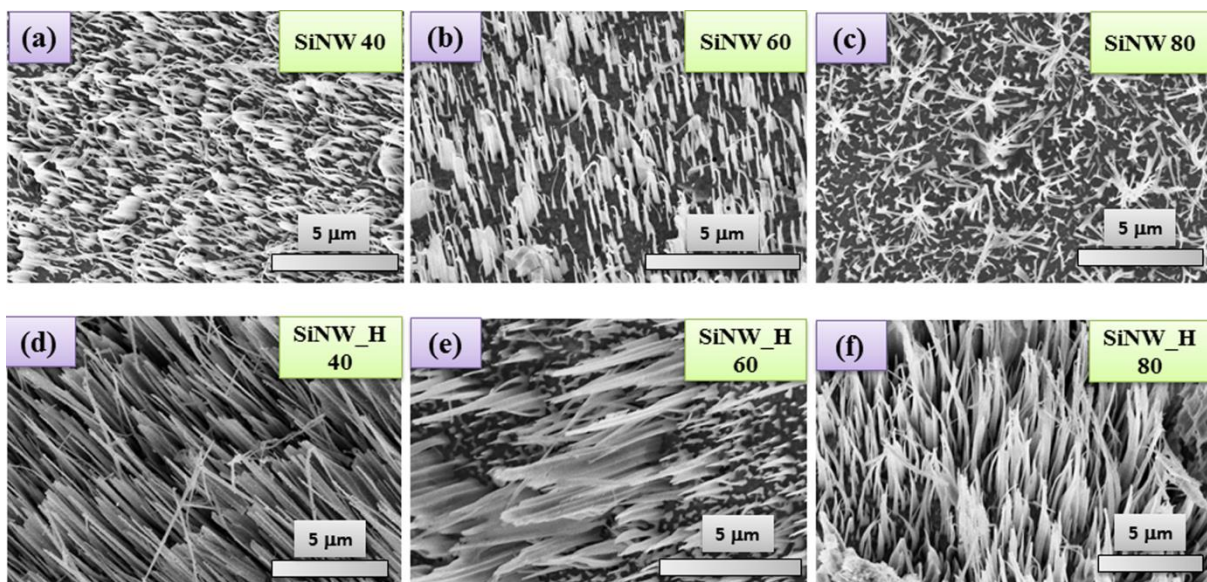 (a)
SiNW 40
5 µm
(b)
SiNW 60
5 µm
(c)
SiNW 80
5 µm
(d)
SiNW_H
40
5 µm
(e)
SiNW_H
60
5 µm
(f)
SiNW_H
80
5 µm